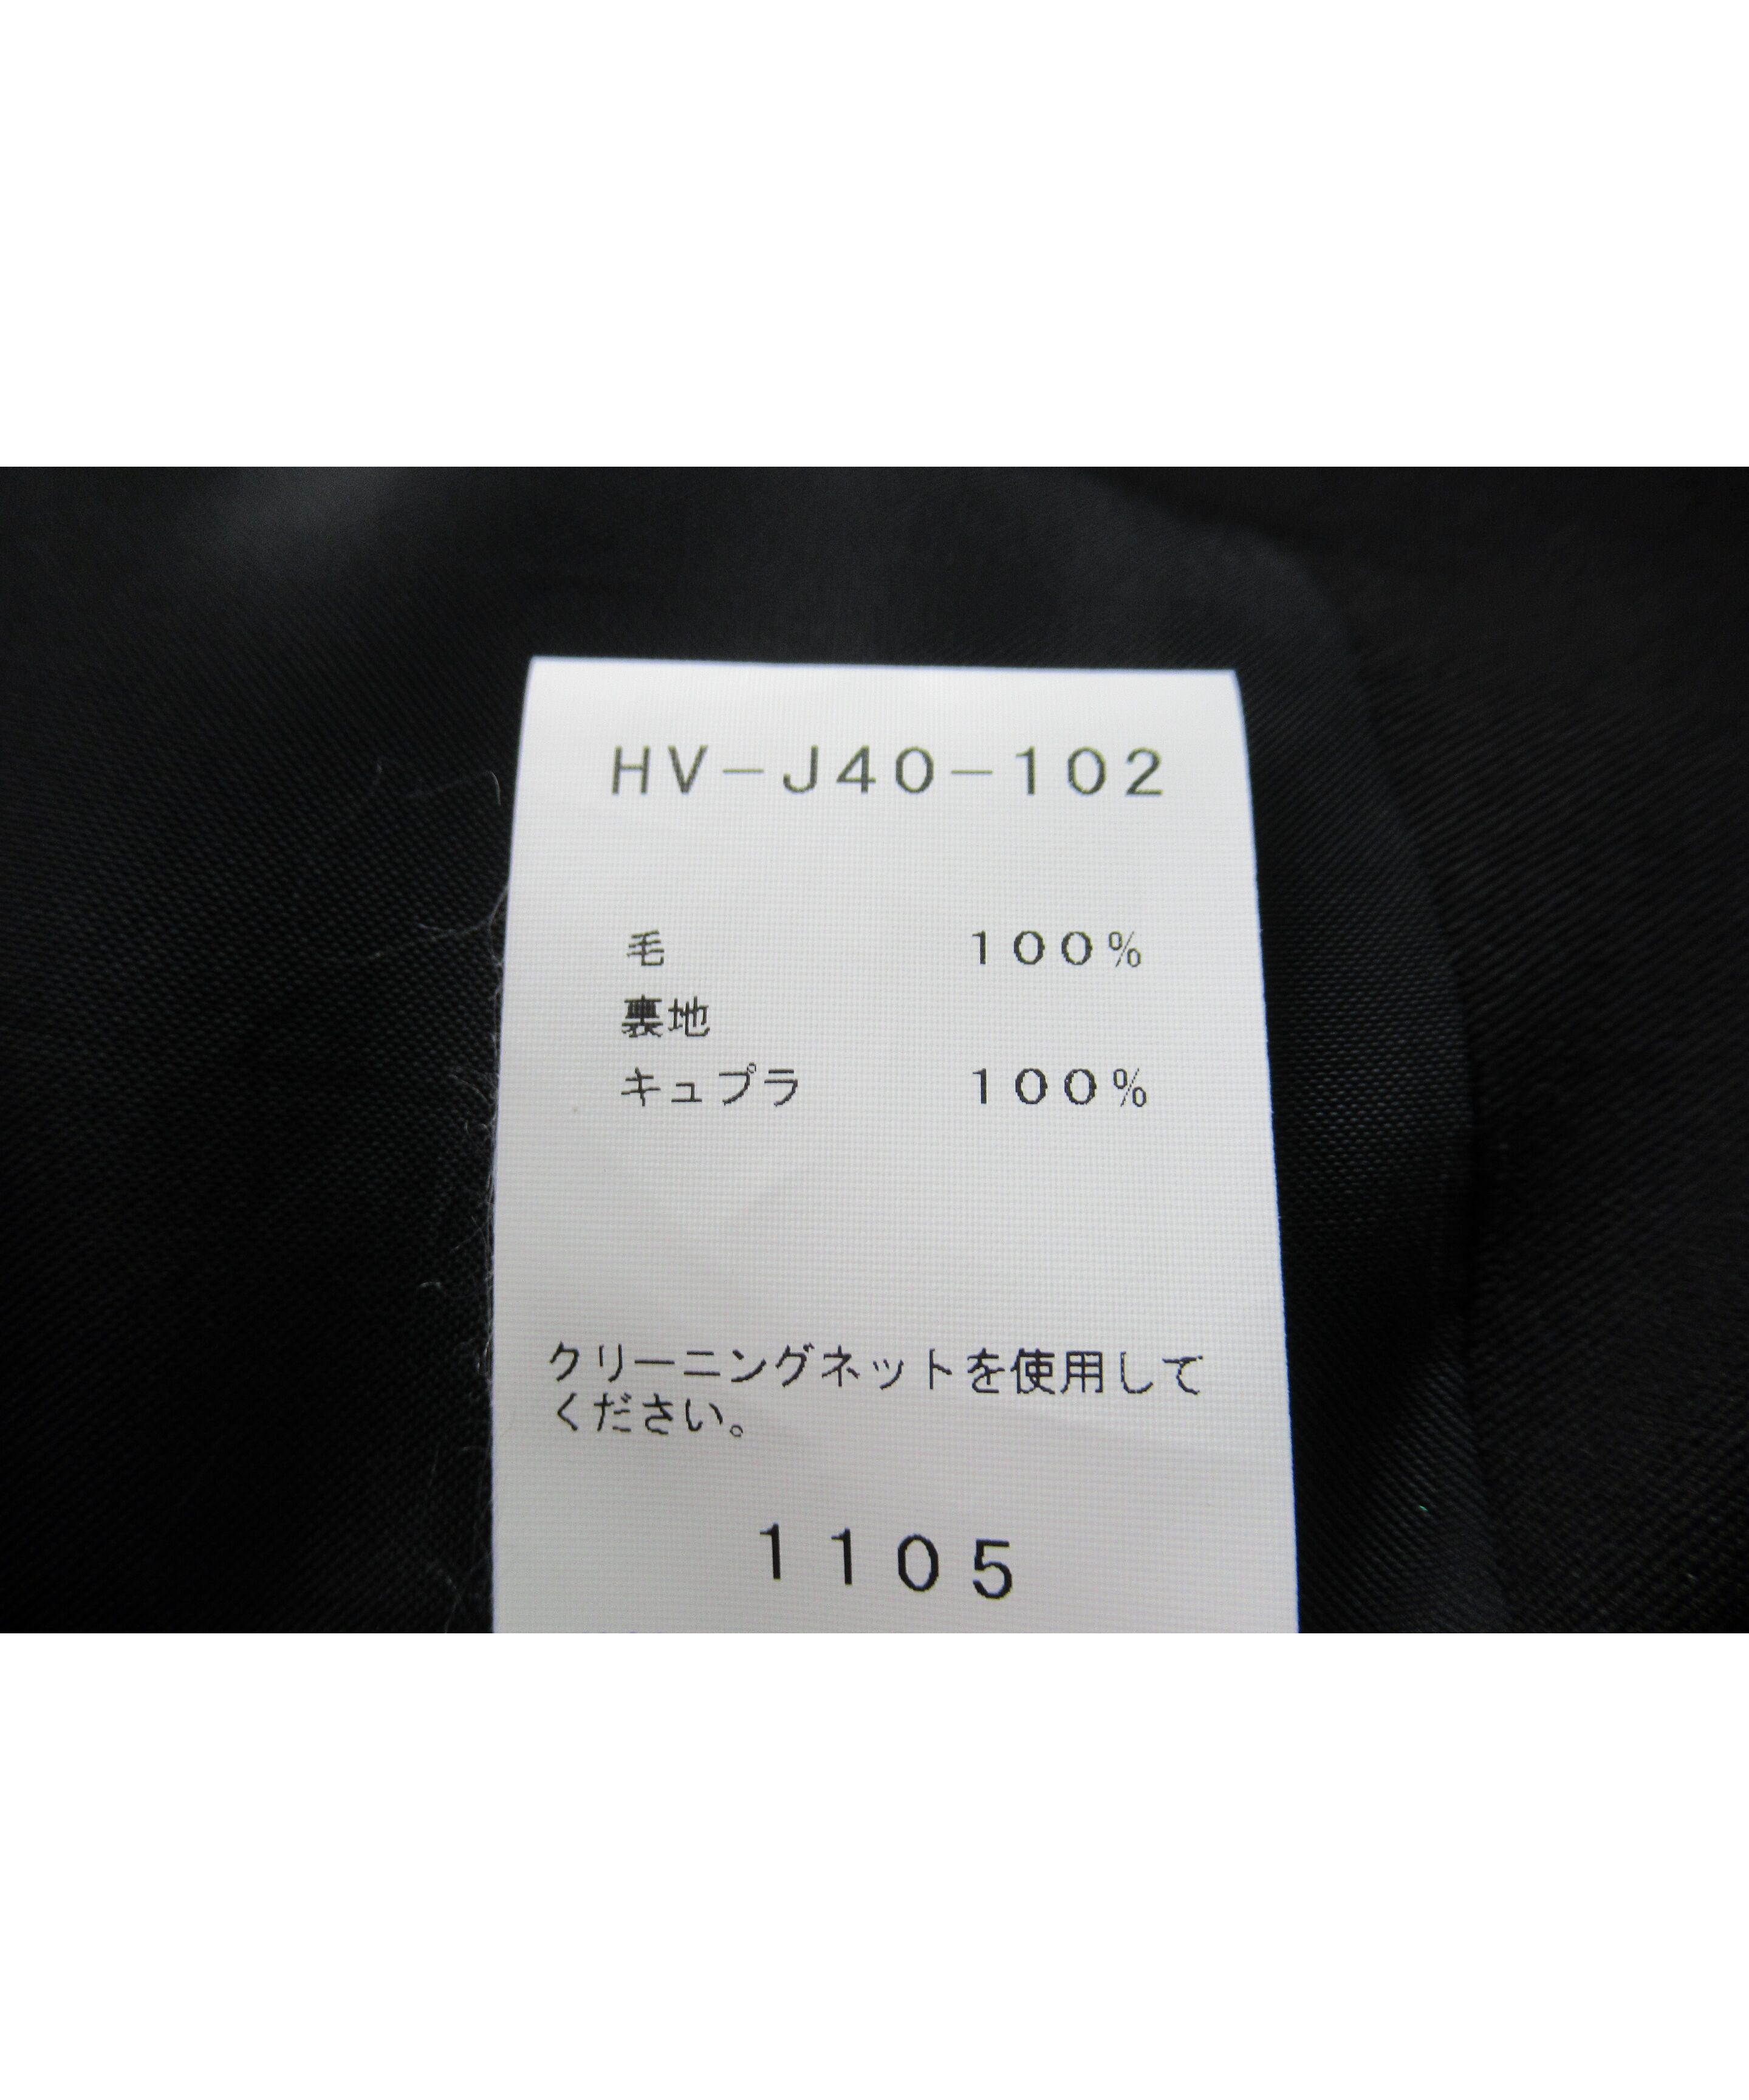 HV-J40-102
毛 100%
裏地
キュプラ 100%
クリーニングネットを使用して
ください。
1105